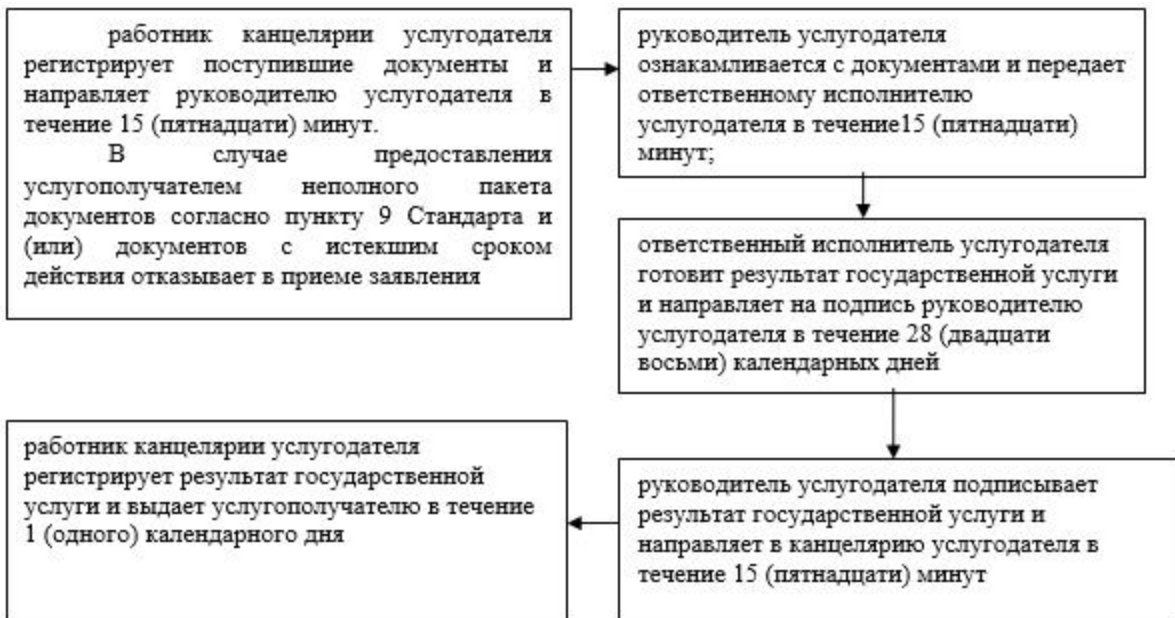 работник канцелярии услугодателя
регистрирует поступившие документы и
направляет руководителю услугодателя в
течение 15 (пятнадцати) минут.
В случае предоставления
услугополучателем неполного пакета
документов согласно пункту 9 Стандарта и
(или) документов с истекшим сроком
действия отказывает в приеме заявления
руководитель услугодателя
ознакамливается с документами и передает
ответственному исполнителю
услугодателя в течение15 (пятнадцати)
минут;
ответственный исполнитель услугодателя
готовит результат государственной услуги
и направляет на подпись руководителю
услугодателя в течение 28 (двадцати
восьми) календарных дней
руководитель услугодателя подписывает
результат государственной услуги и
направляет в канцелярию услугодателя в
течение 15 (пятнадцати) минут
работник канцелярии услугодателя
регистрирует результат государственной
услуги и выдает услугополучателю в течение
1 (одного) календарного дня